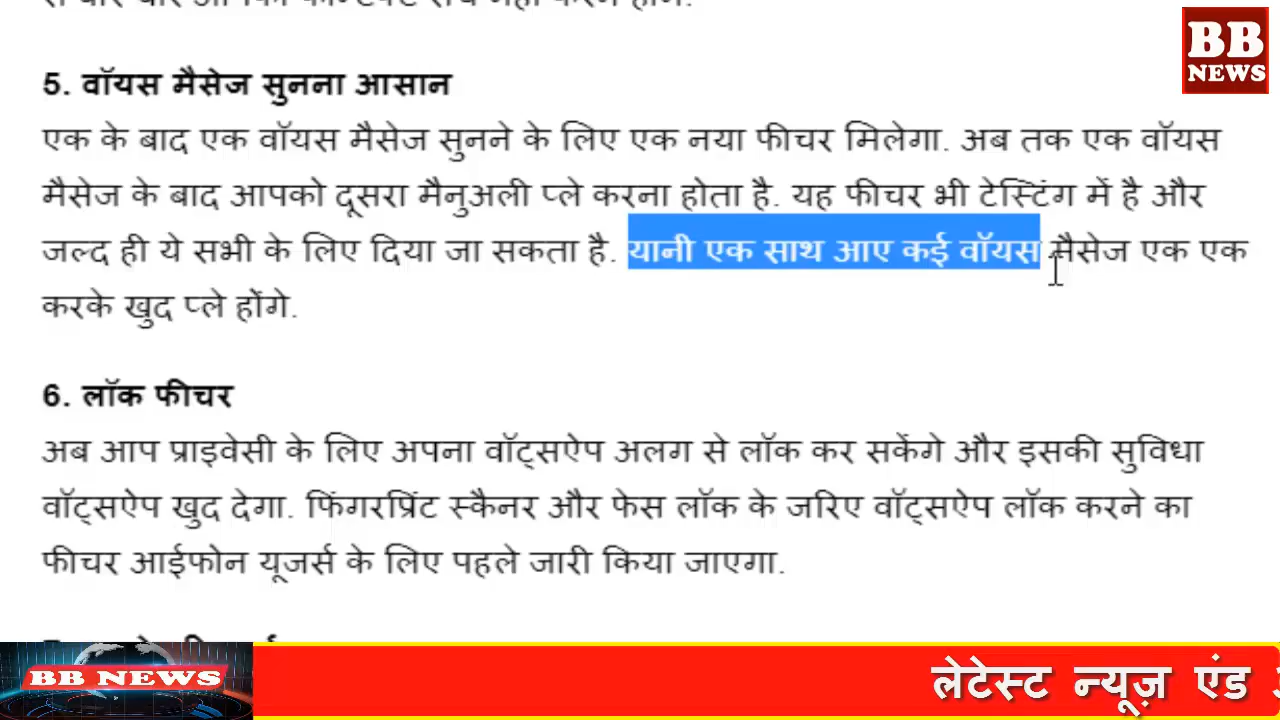 BB
NEWS
5. वॉयस मैसेज सुनना आसान
एक के बाद एक वॉयस मैसेज सुनने के लिए एक नया फीचर मिलेगा. अब तक एक वॉयस
मैसेज के बाद आपको दूसरा मैनुअली प्ले करना होता है. यह फीचर भी टेस्टिंग में है और
जल्द ही ये सभी के लिए दिया जा सकता है. यानी एक साथ आए कई वॉयस मैसेज एक एक
करके खुद प्ले होंगे.
6. लॉक फीचर
अब आप प्राइवेसी के लिए अपना वॉट्सऐप अलग से लॉक कर सकेंगे और इसकी सुविधा
वॉट्सऐप खुद देगा. फिंगरप्रिंट स्कैनर और फेस लॉक के जरिए वॉट्सऐप लॉक करने का
फीचर आईफोन यूजर्स के लिए पहले जारी किया जाएगा.
BB NEWS
लेटेस्ट न्यूज़ एंड